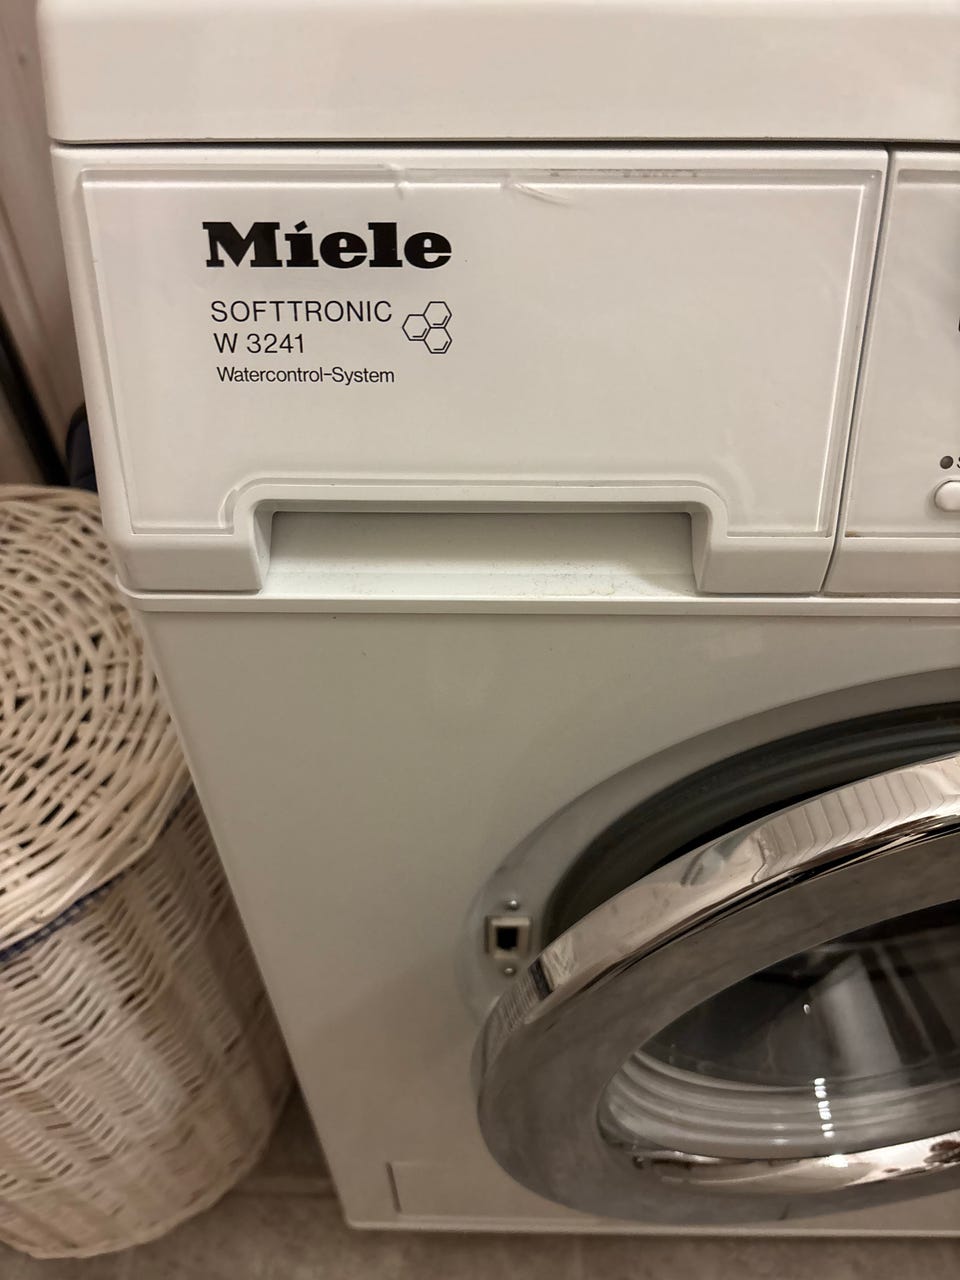 Miele
SOFTTRONIC
W 3241
Watercontrol-System